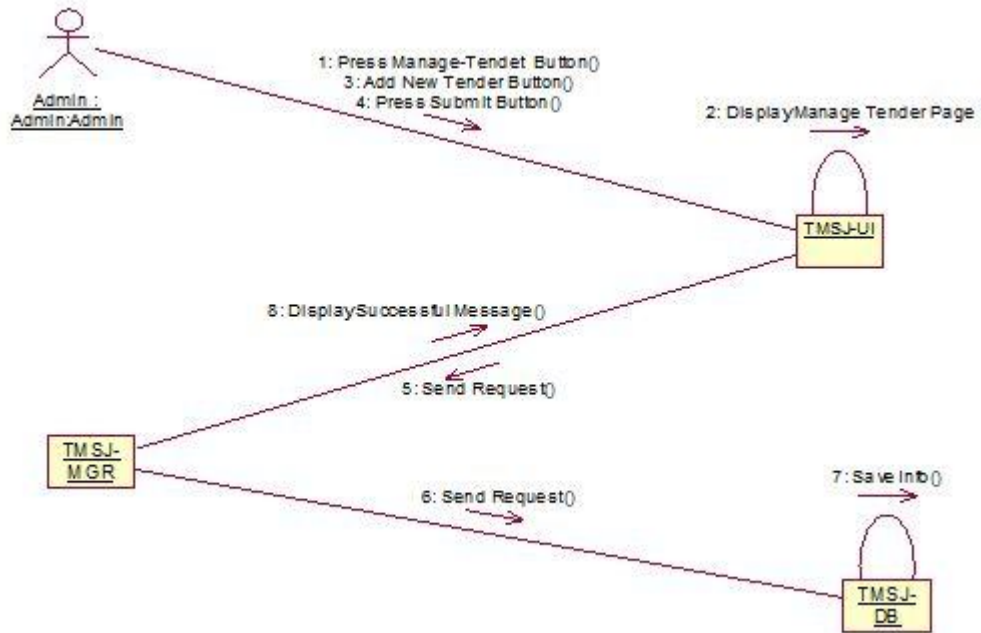 1: Press Manage-Tendet Button()
3: Add New Tender Button()
4: Press Submit Button()
Admin :
Admin:Admin
2: DisplayManage Tender Page
TMSJ-UI
8: DisplaySuccessful Message()
5: Send Request()
TMSJ-
MGR
6: Send Request()
7: Save Info()
TMSJ-
DB